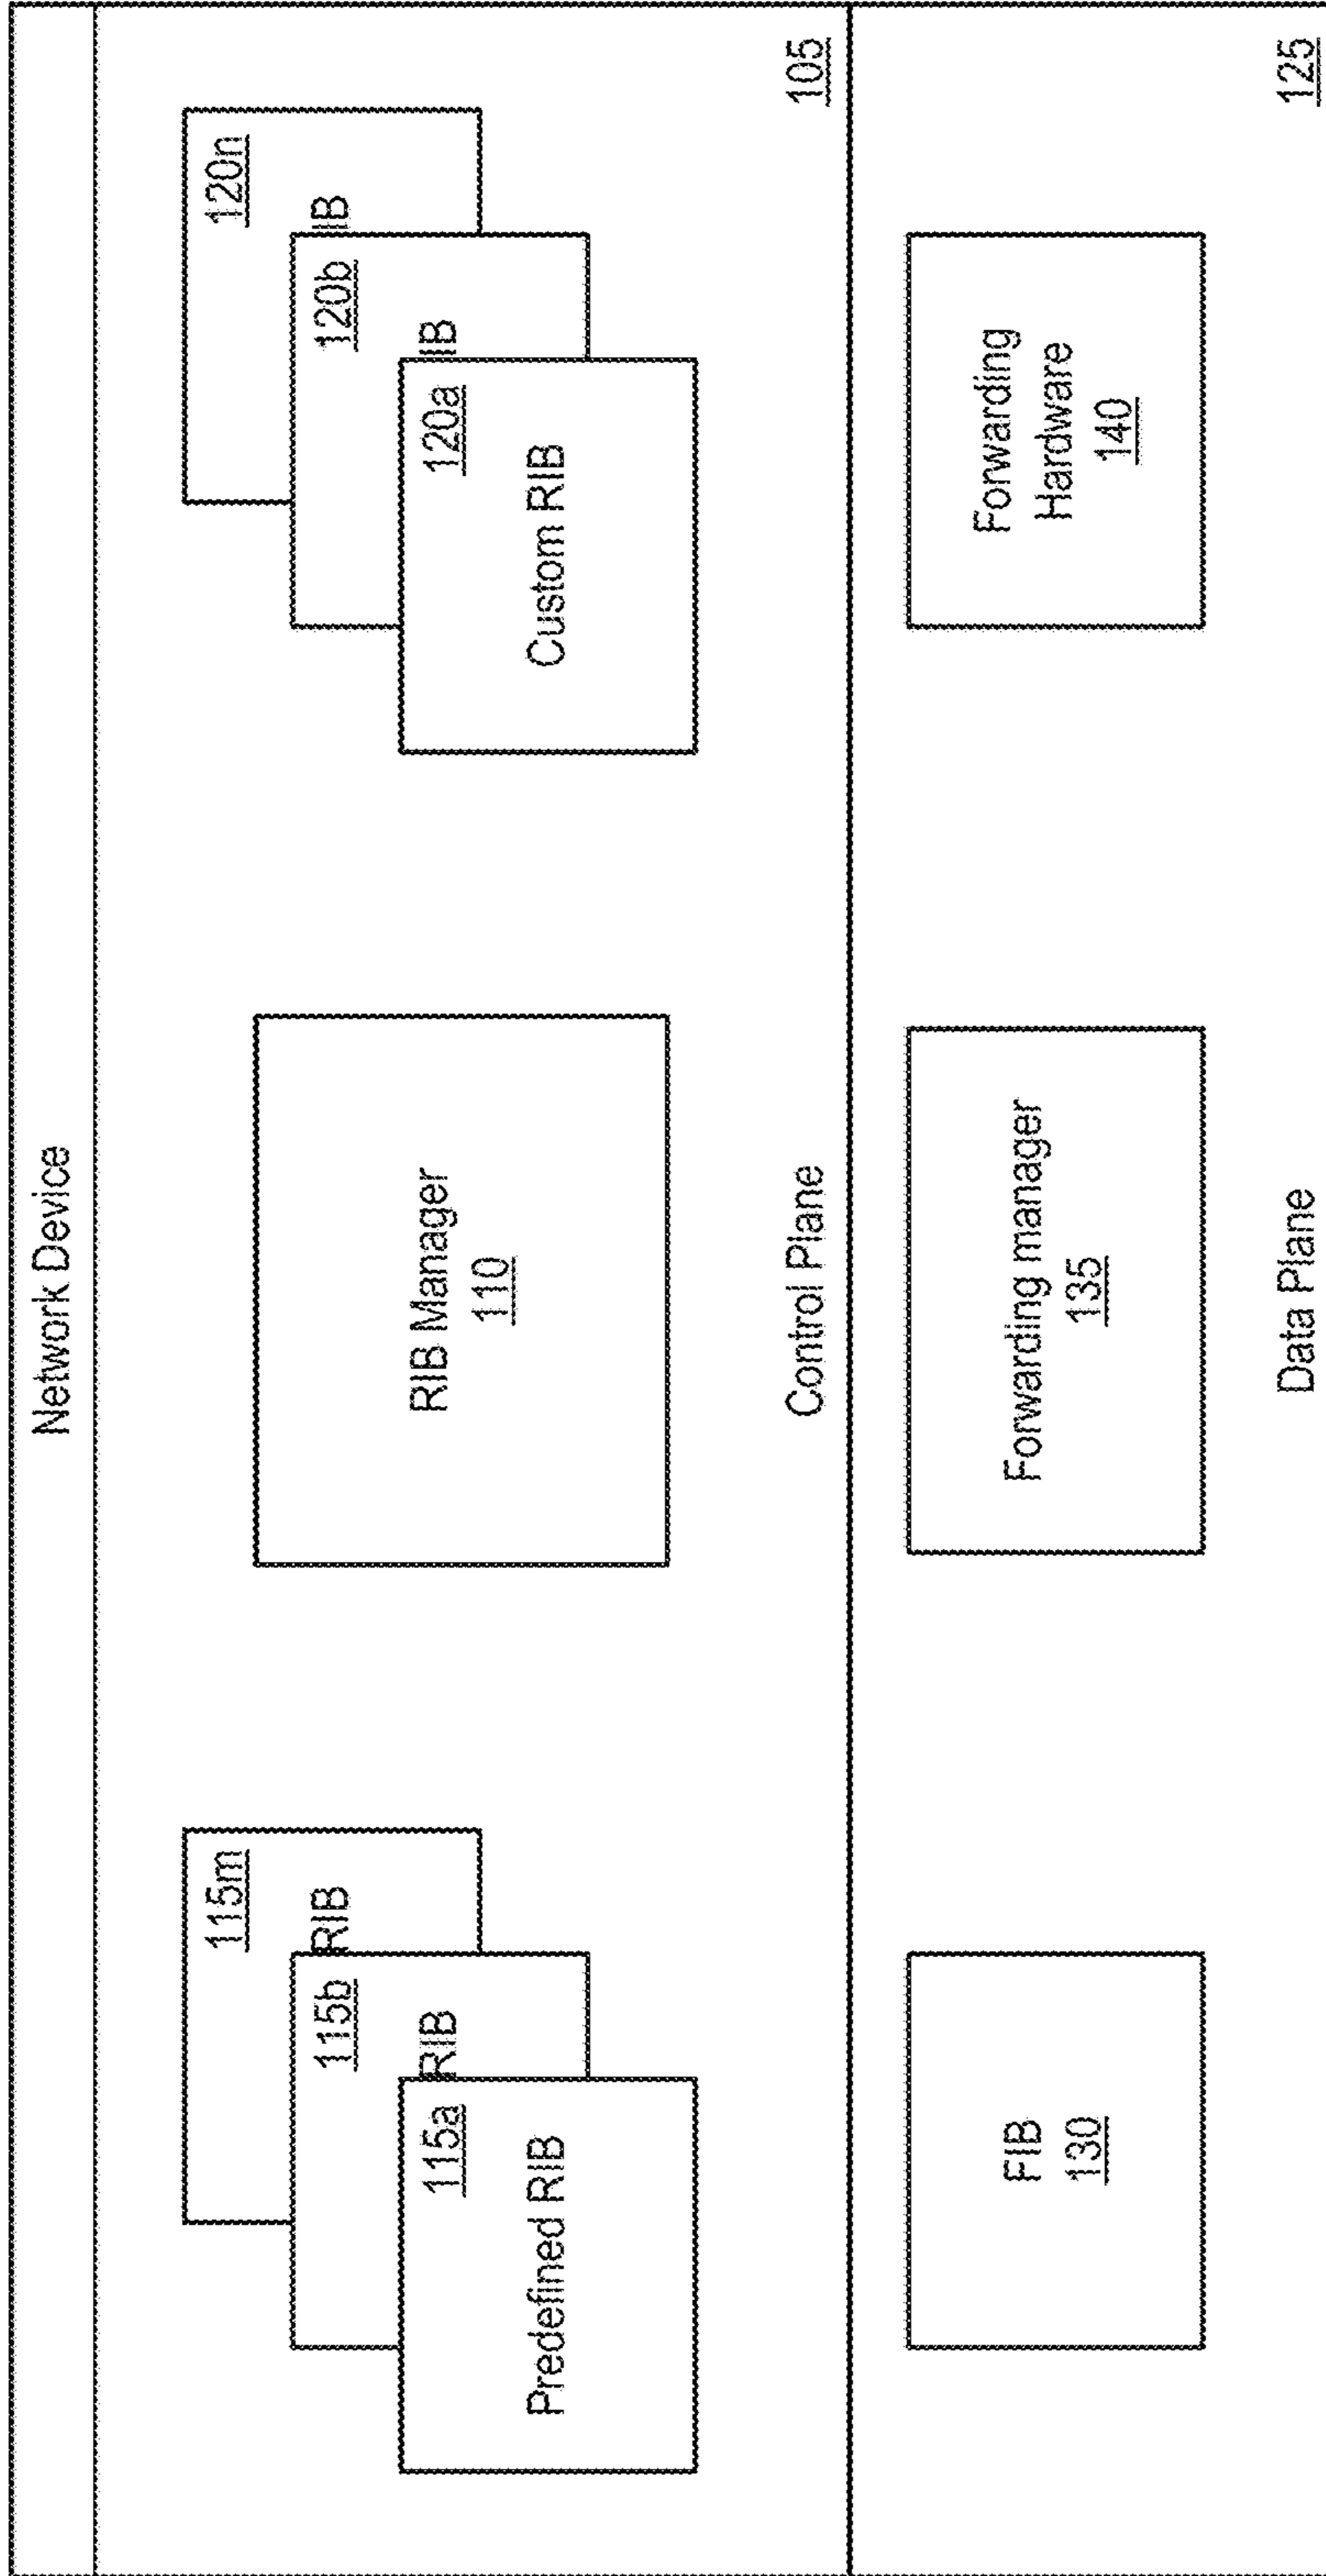 Network Device
115m
RIB
115b
RIB
115a
Predefined RIB
RIB Manager
110
120n
IB
120b
IB
120a
Custom RIB
Control Plane
105
FIB
130
Forwarding manager
135
Forwarding
Hardware
140
Data Plane
125